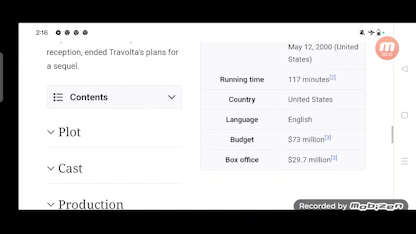 2:16
reception, ended Travolta's plans for
a sequel.
Contents
Plot
Cast
Production
May 12, 2000 (United
States)
Running time 117 minutes[2]
Country United States
Language English
Budget $73 million[3]
Box office $29.7 million[3]
Recorded by MOBIZEN